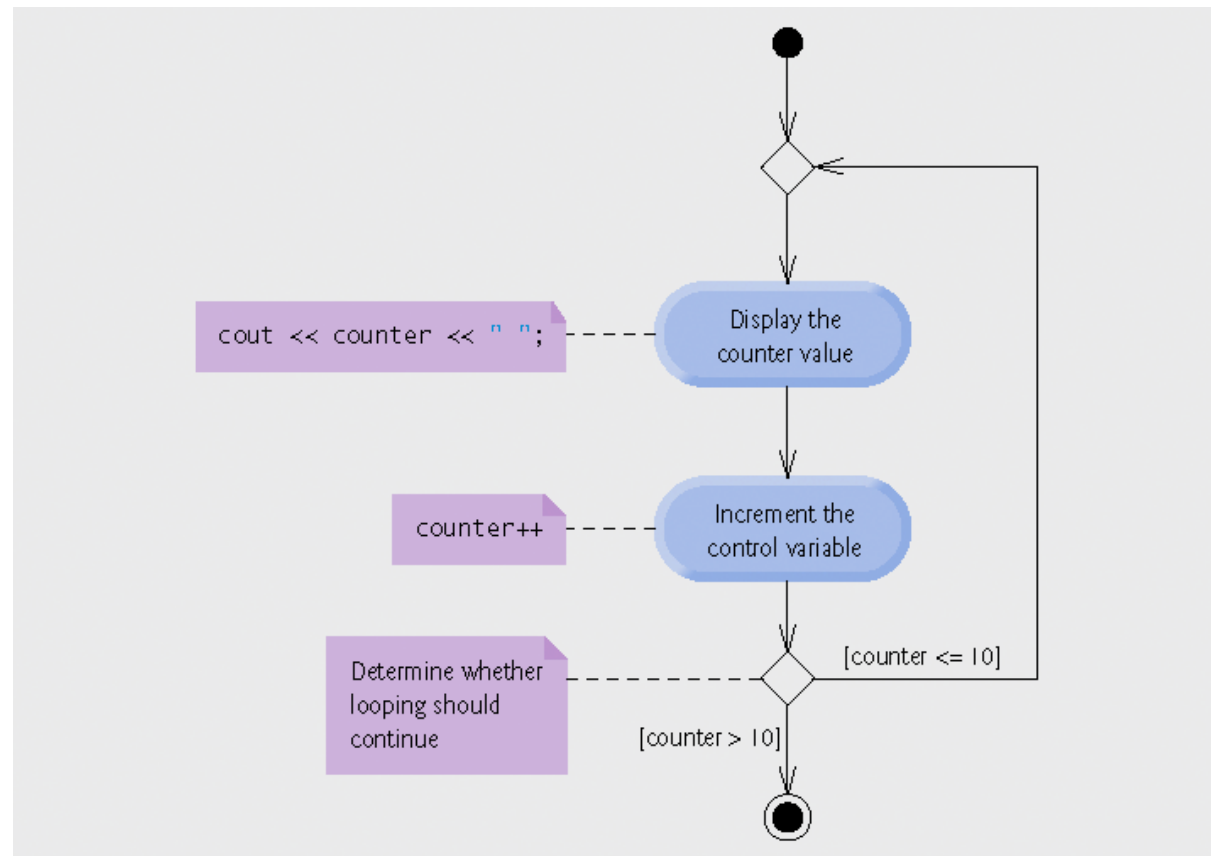 cout << counter << " ";
Display the
counter value
counter++
Increment the
control variable
Determine whether
looping should
continue
[counter <= 10]
[counter > 10]